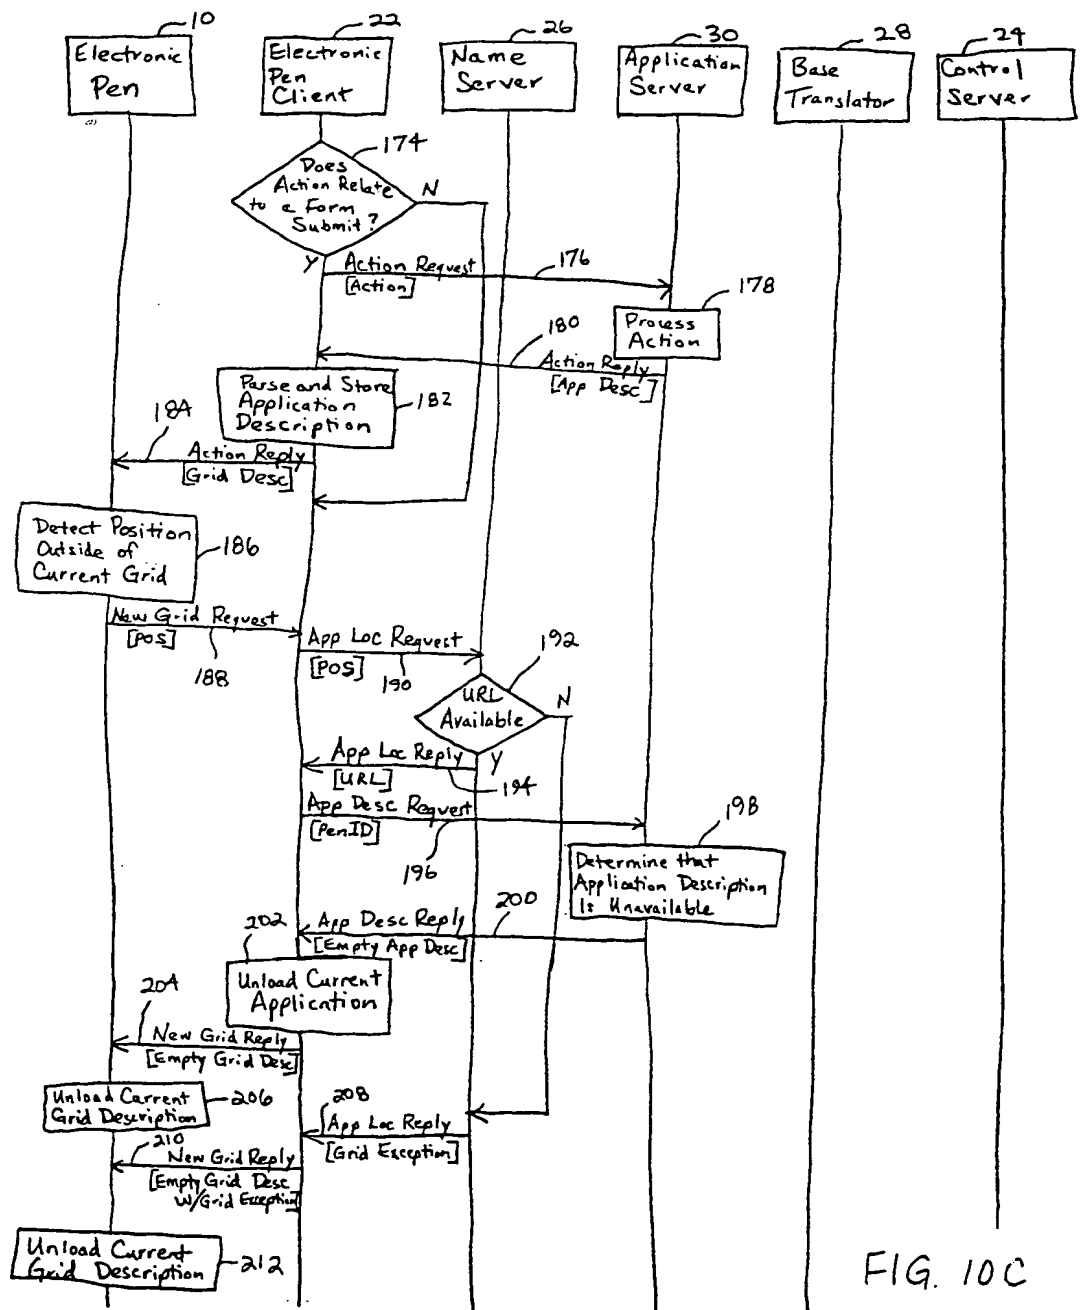 10
22
26
30
28
24
Electronic
Pen
Electronic
Pen
Client
Name
Server
Application
Server
Base
Translator
Control
Server
174
Does
Action Relate
to a Form
Submit?
N
Y
Action Request
[Action]
176
178
Process
Action
180
Action Reply
[App Desc]
Parse and Store
Application
Description
182
184
Action Reply
[Grid Desc]
Detect Position
Outside of
Current Grid
186
New Grid Request
[POS]
188
App Loc Request
[POS]
190
192
URL
Available
N
Y
App Loc Reply
[URL]
194
App Desc Request
[PenID]
196
198
Determine that
Application Description
Is Unavailable
200
App Desc Reply
[Empty App Desc]
202
Unload Current
Application
204
New Grid Reply
[Empty Grid Desc]
Unload Current
Grid Description
206
208
App Loc Reply
[Grid Exception]
210
New Grid Reply
[Empty Grid Desc
w/Grid Exception]
Unload Current
Grid Description
212
FIG. 10C